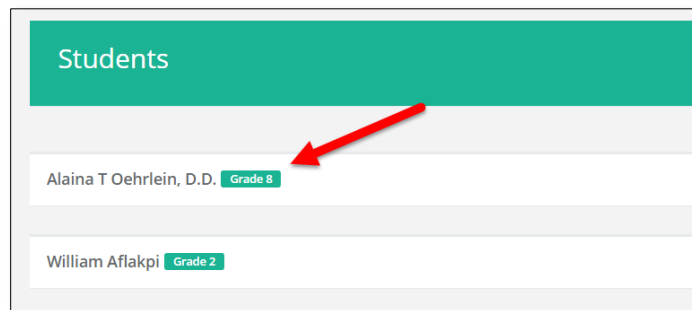 Students
Alaina T Oehrlein, D.D. Grade 8
William Aflakpi Grade 2